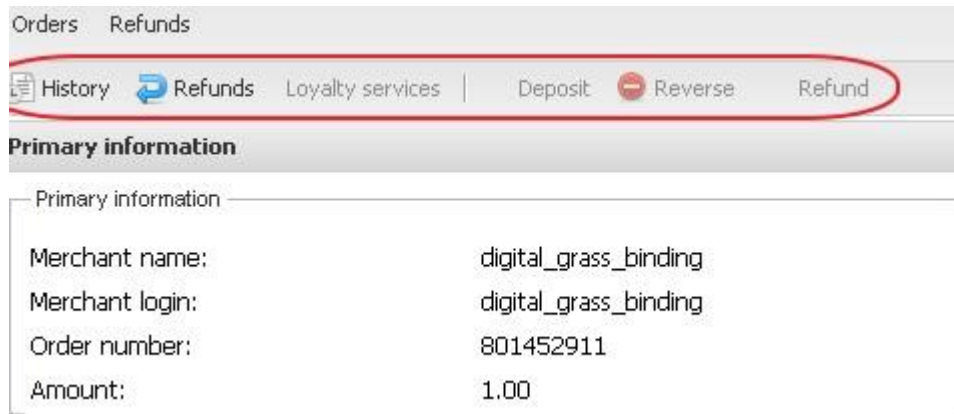 Orders Refunds
History Refunds Loyalty services Deposit Reverse Refund
Primary information
Primary information
Merchant name: digital_grass_binding
Merchant login: digital_grass_binding
Order number: 801452911
Amount: 1.00